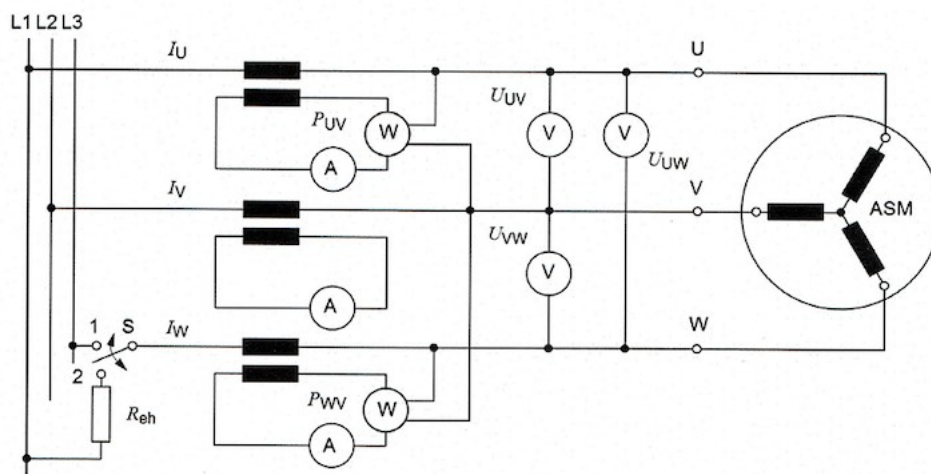 L1 L2 L3
I_U
U
P_UV
W
U_UV
V
V
U_UW
A
I_V
V
ASM
U_VW
V
A
1
S
I_W
W
2
P_WV
W
R_eh
A